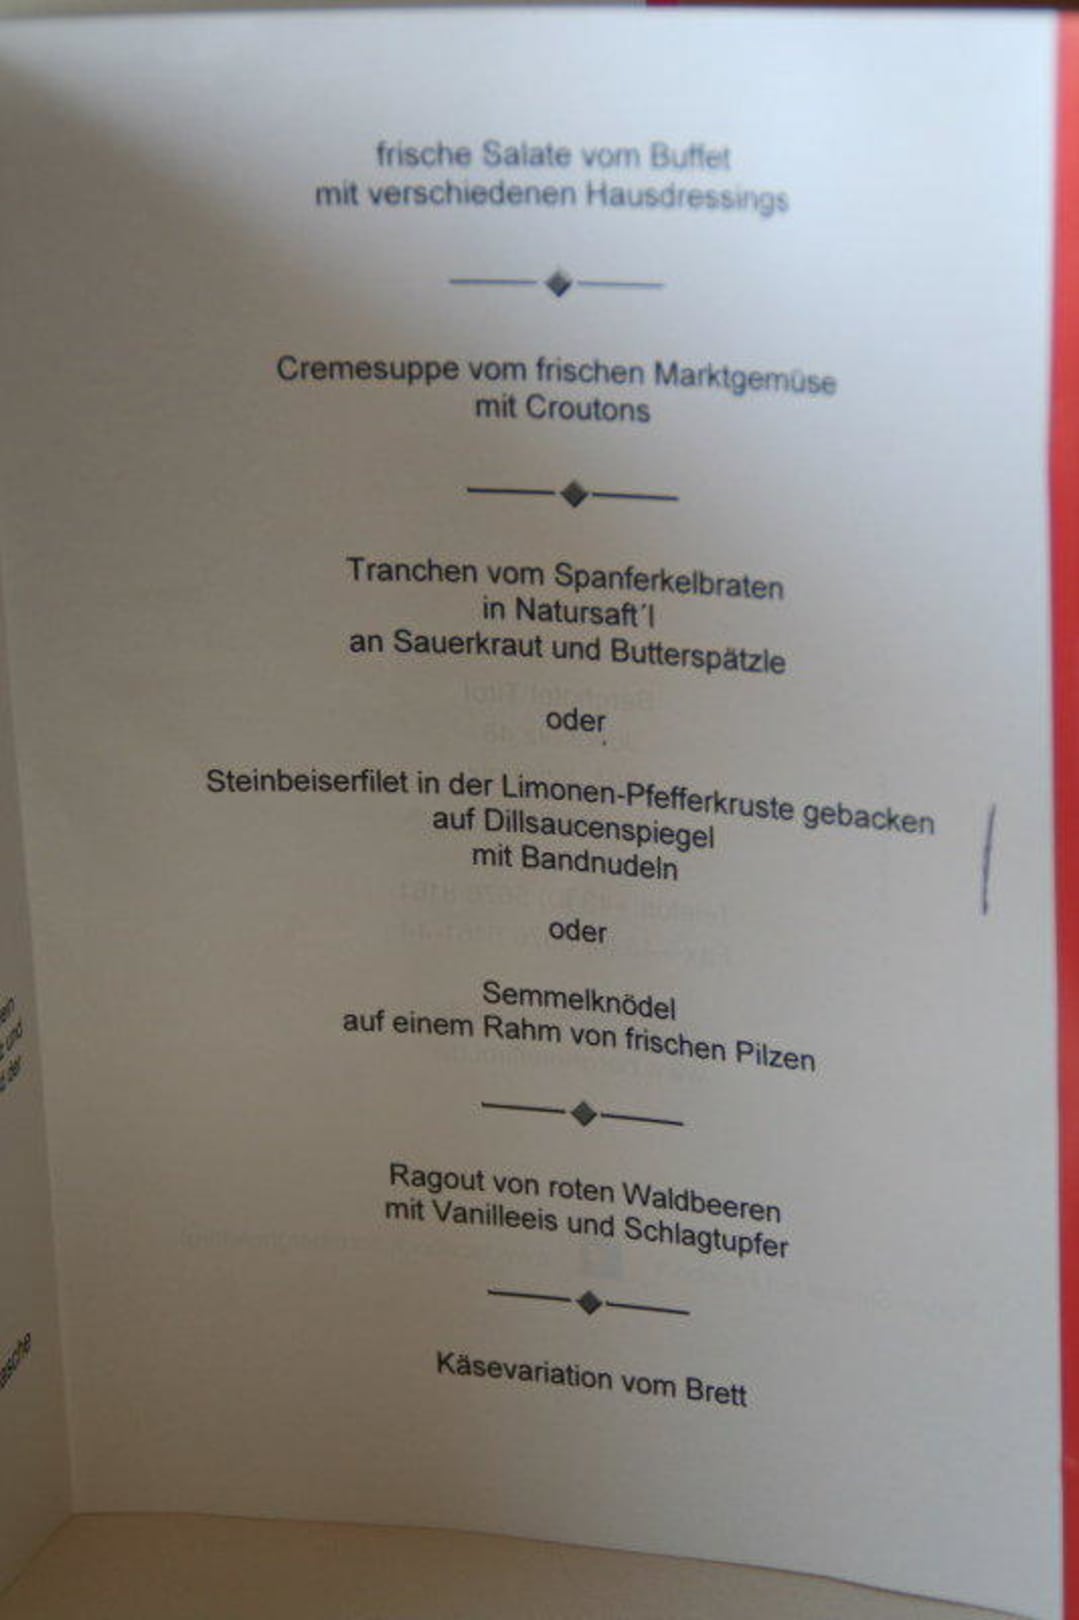 frische Salate vom Buffet
mit verschiedenen Hausdressings
Cremesuppe vom frischen Marktgemüse
mit Croutons
Tranchen vom Spanferkelbraten
in Natursaft´l
an Sauerkraut und Butterspätzle
oder
Steinbeiserfilet in der Limonen-Pfefferkruste gebacken
auf Dillsaucenspiegel
mit Bandnudeln
oder
Semmelknödel
auf einem Rahm von frischen Pilzen
Ragout von roten Waldbeeren
mit Vanilleeis und Schlagtupfer
Käsevariation vom Brett
und
der